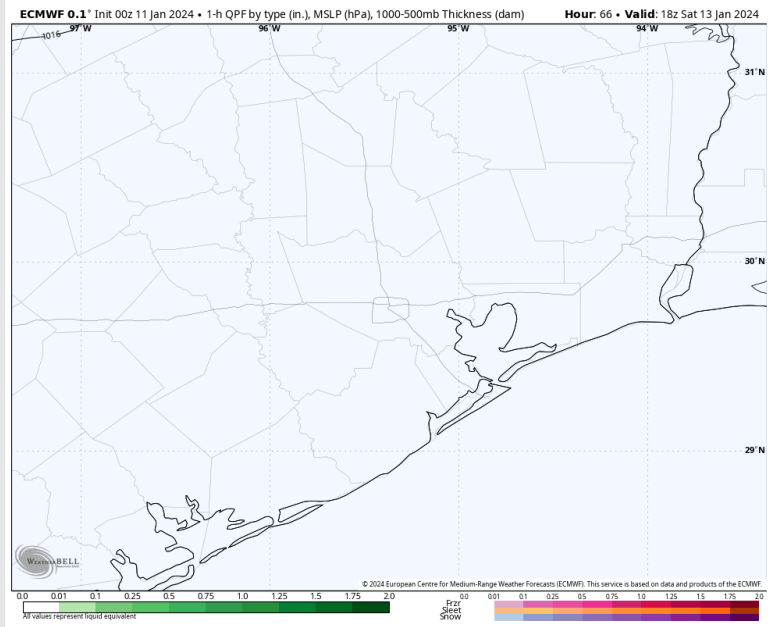 ECMWF 0.1° Init 00z 11 Jan 2024 • 1-h QPF by type (in.), MSLP (hPa), 1000-500mb Thickness (dam) Hour: 66 • Valid: 18z Sat 13 Jan 2024
97°W 96°W 95°W 94°W
1016
31°N
30°N
29°N
WEATHERBELL
© 2024 European Centre for Medium-Range Weather Forecasts (ECMWF). This service is based on data and products of the ECMWF.
0.0 0.01 0.1 0.25 0.5 0.75 1.0 1.25 1.5 1.75 2.0
0.0 0.01 0.1 0.25 0.5 0.75 1.0 1.25 1.5 1.75 2.0
Frzr
Sleet
Snow
All values represent liquid equivalent